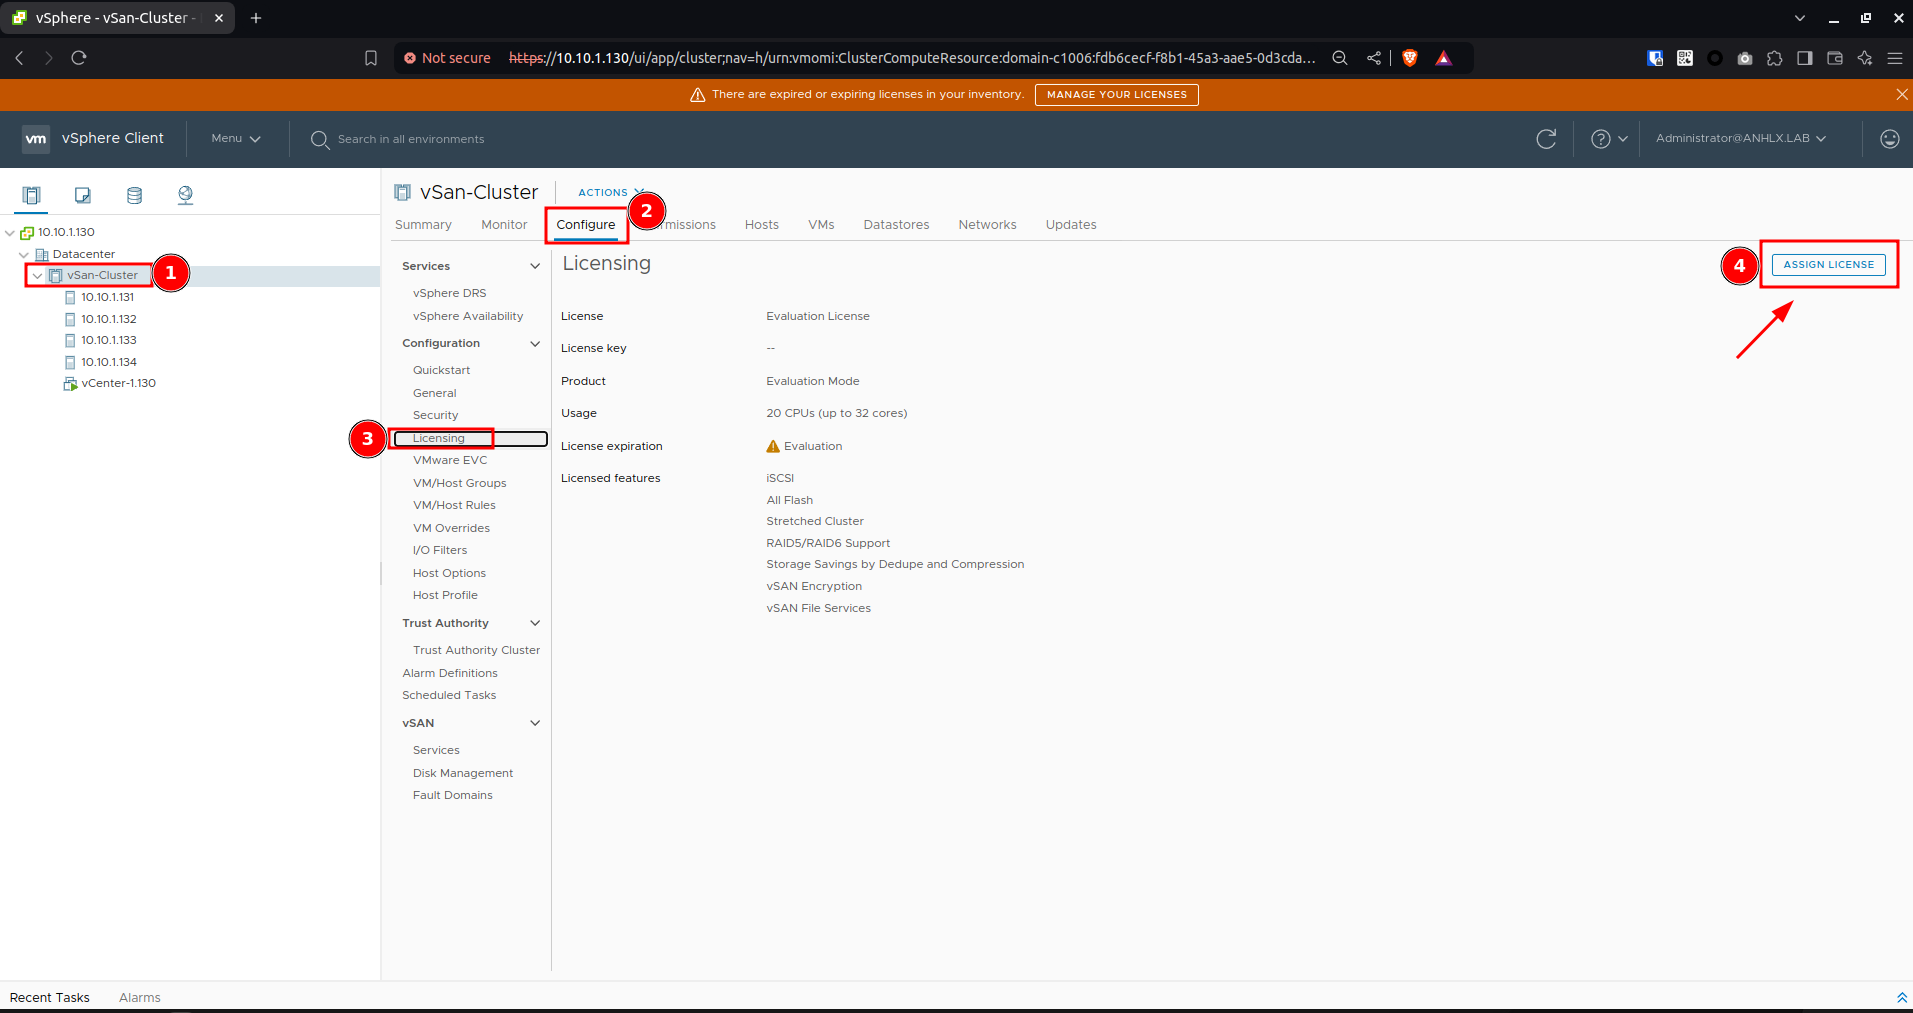 vSphere - vSan-Cluster -
Not secure
https://10.10.1.130/ui/app/cluster;nav=h/urn:vmomi:ClusterComputeResource:domain-c1006:fdb6cecf-f8b1-45a3-aae5-0d3cda...
There are expired or expiring licenses in your inventory.
MANAGE YOUR LICENSES
vm
vSphere Client
Menu
Search in all environments
Administrator@ANHLX.LAB
10.10.1.130
Datacenter
vSan-Cluster
1
10.10.1.131
10.10.1.132
10.10.1.133
10.10.1.134
vCenter-1.130
vSan-Cluster
ACTIONS
Summary
Monitor
Configure
2
missions
Hosts
VMs
Datastores
Networks
Updates
Services
vSphere DRS
vSphere Availability
Configuration
Quickstart
General
Security
3
Licensing
VMware EVC
VM/Host Groups
VM/Host Rules
VM Overrides
I/O Filters
Host Options
Host Profile
Trust Authority
Trust Authority Cluster
Alarm Definitions
Scheduled Tasks
vSAN
Services
Disk Management
Fault Domains
Licensing
4
ASSIGN LICENSE
License
Evaluation License
License key
--
Product
Evaluation Mode
Usage
20 CPUs (up to 32 cores)
License expiration
Evaluation
Licensed features
iSCSI
All Flash
Stretched Cluster
RAID5/RAID6 Support
Storage Savings by Dedupe and Compression
vSAN Encryption
vSAN File Services
Recent Tasks
Alarms